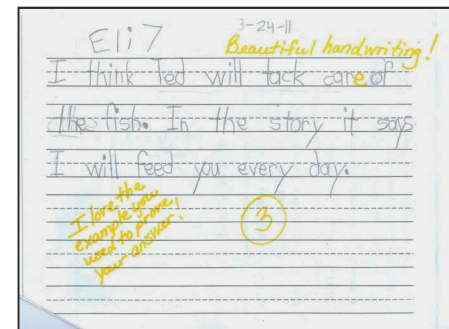 Eli 7
3-24-11
Beautiful handwriting!
I think Ted will tack care of
the fish. In the story it says
I will feed you every day.
I love the
example you
used to prove
your answer!
3